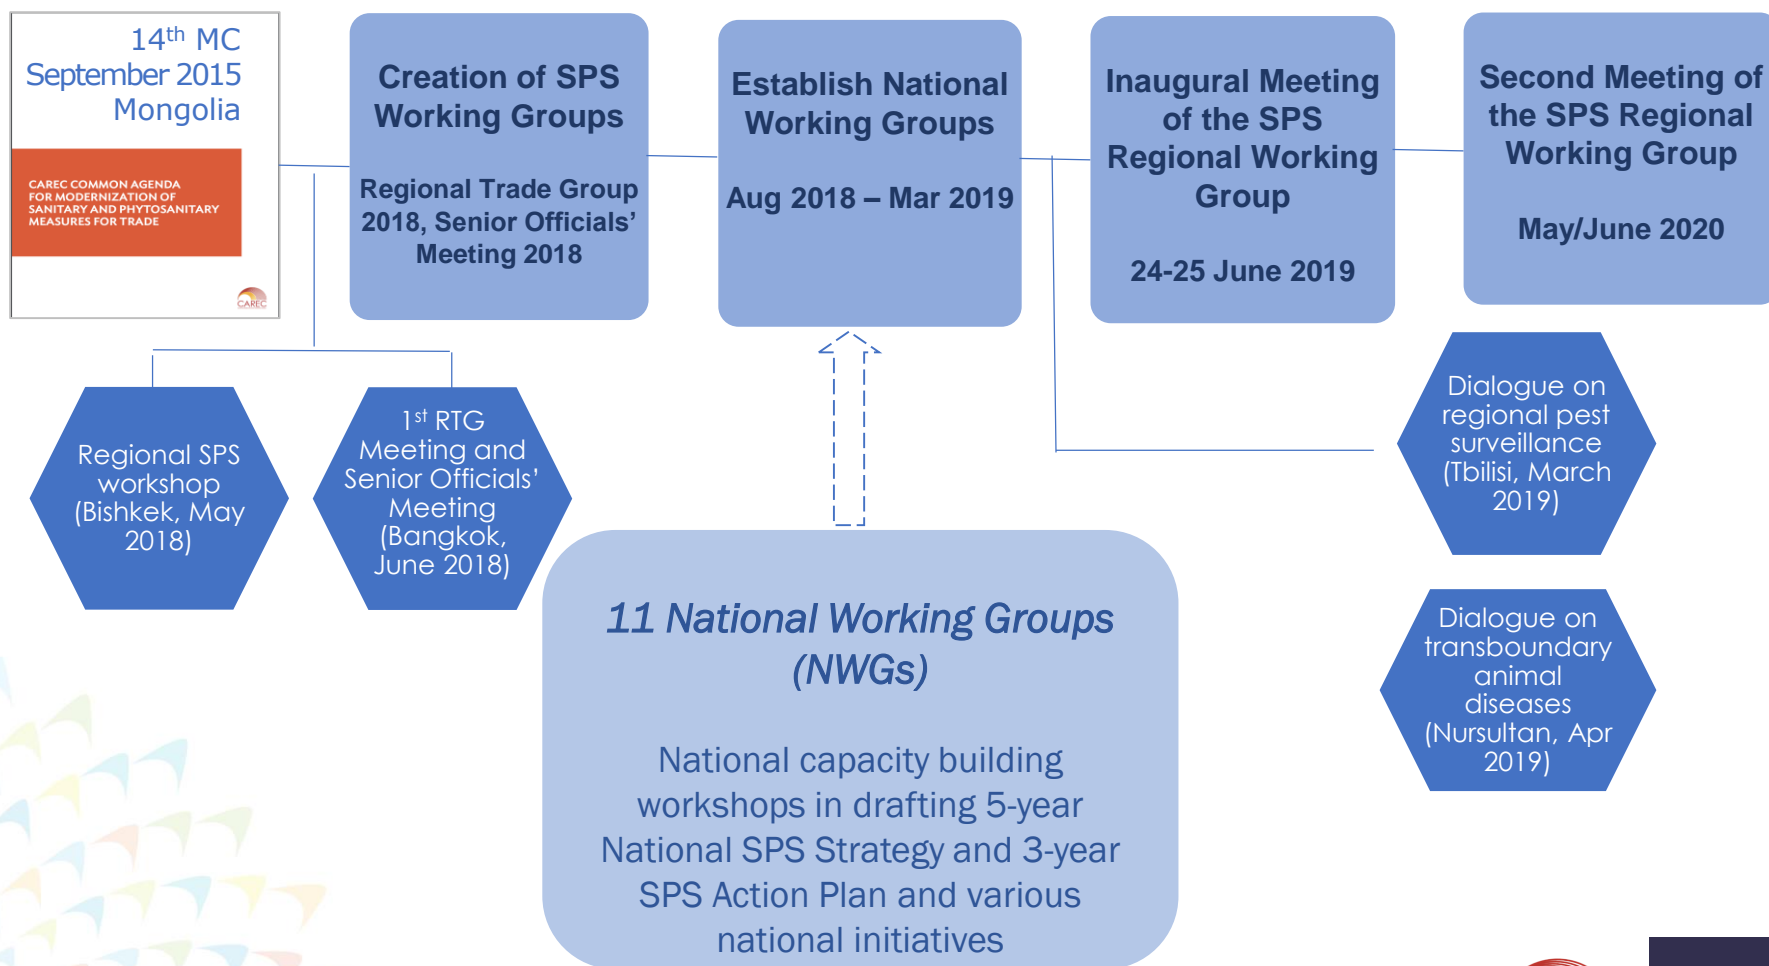 14th MC
September 2015
Mongolia
CAREC COMMON AGENDA
FOR MODERNIZATION OF
SANITARY AND PHYTOSANITARY
MEASURES FOR TRADE
CAREC
Creation of SPS
Working Groups
Regional Trade Group
2018, Senior Officials’
Meeting 2018
Establish National
Working Groups
Aug 2018 – Mar 2019
Inaugural Meeting
of the SPS
Regional Working
Group
24-25 June 2019
Second Meeting of
the SPS Regional
Working Group
May/June 2020
Regional SPS
workshop
(Bishkek, May
2018)
1st RTG
Meeting and
Senior Officials’
Meeting
(Bangkok,
June 2018)
Dialogue on
regional pest
surveillance
(Tbilisi, March
2019)
Dialogue on
transboundary
animal
diseases
(Nursultan, Apr
2019)
11 National Working Groups
(NWGs)
National capacity building
workshops in drafting 5-year
National SPS Strategy and 3-year
SPS Action Plan and various
national initiatives